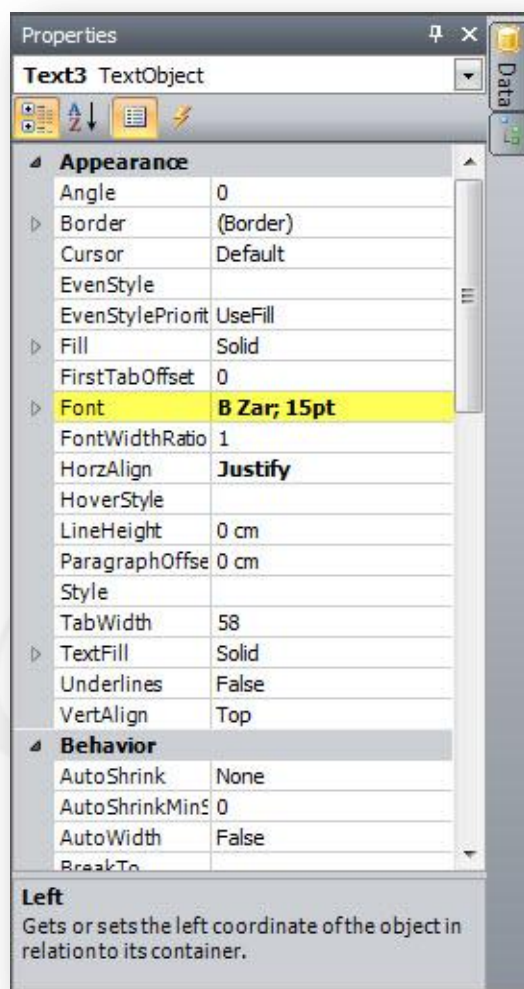 Properties
Data
Text3 TextObject
Appearance
Angle 0
Border (Border)
Cursor Default
EvenStyle
EvenStylePriorit UseFill
Fill Solid
FirstTabOffset 0
Font B Zar; 15pt
FontWidthRatio 1
HorzAlign Justify
HoverStyle
LineHeight 0 cm
ParagraphOffse 0 cm
Style
TabWidth 58
TextFill Solid
Underlines False
VertAlign Top
Behavior
AutoShrink None
AutoShrinkMinS 0
AutoWidth False
BreakTo
Left
Gets or sets the left coordinate of the object in
relation to its container.